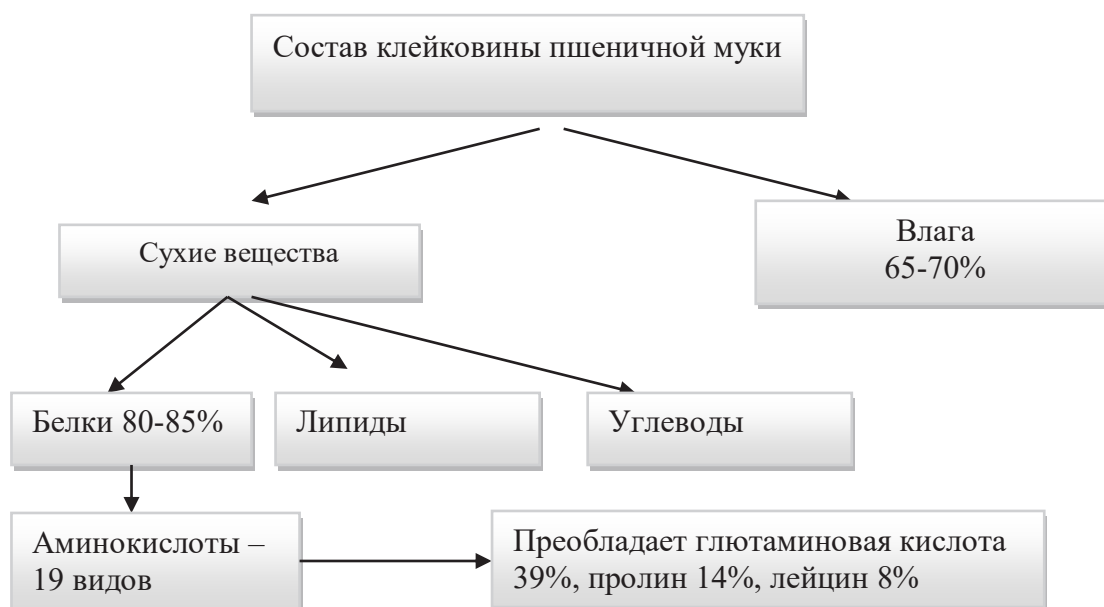 Состав клейковины пшеничной муки
Сухие вещества
Влага
65-70%
Белки 80-85%
Липиды
Углеводы
Аминокислоты –
19 видов
Преобладает глютаминовая кислота
39%, пролин 14%, лейцин 8%